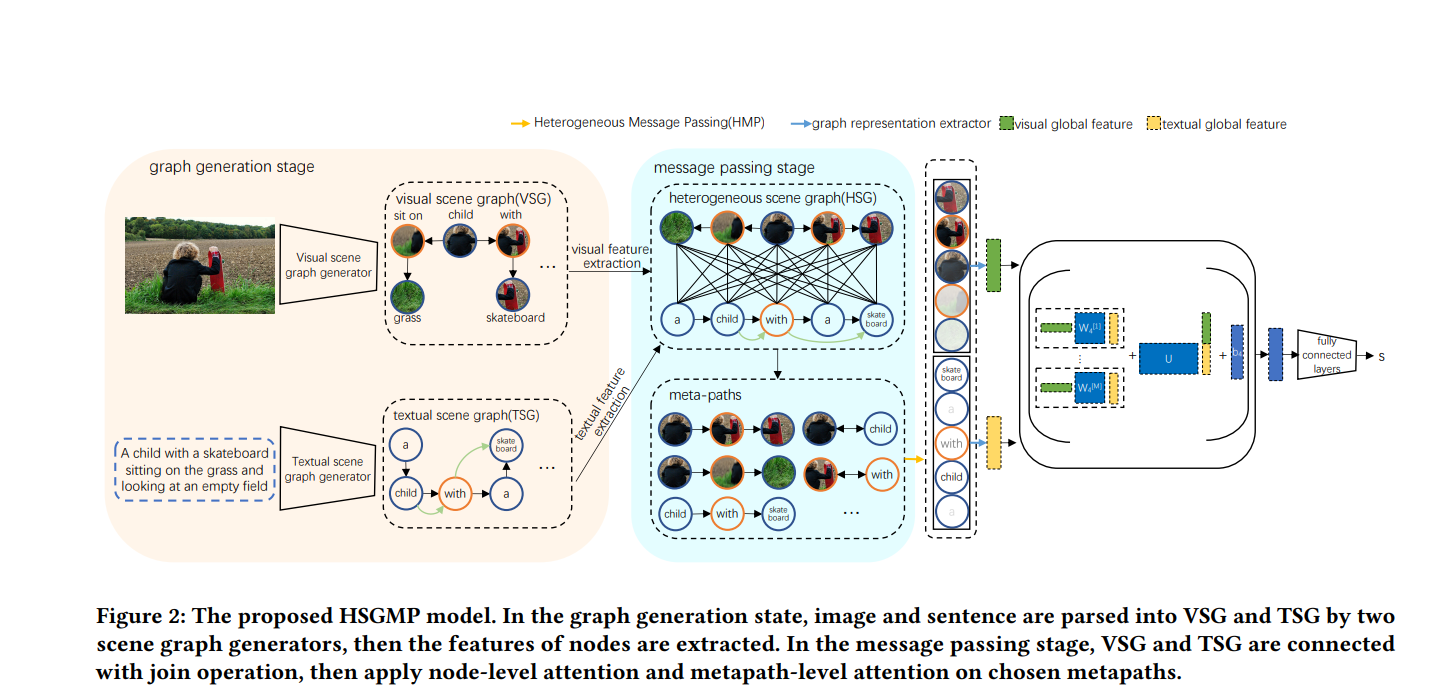 Heterogeneous Message Passing(HMP)
graph representation extractor
visual global feature
textual global feature
graph generation stage
visual scene graph(VSG)
sit on
child
with
Visual scene
graph generator
...
grass
skateboard
visual feature
extraction
A child with a skateboard
sitting on the grass and
looking at an empty field
Textual scene
graph generator
textual scene graph(TSG)
a
skate
board
...
child
with
a
textual feature
extraction
message passing stage
heterogeneous scene graph(HSG)
a
child
with
a
skate
board
meta-paths
child
with
child
with
skate
board
...
skate
board
a
with
child
a
W₄[1]
⋮
W₄[M]
+
U
+
b₄
fully
connected
layers
S
Figure 2: The proposed HSGMP model. In the graph generation state, image and sentence are parsed into VSG and TSG by two
scene graph generators, then the features of nodes are extracted. In the message passing stage, VSG and TSG are connected
with join operation, then apply node-level attention and metapath-level attention on chosen metapaths.